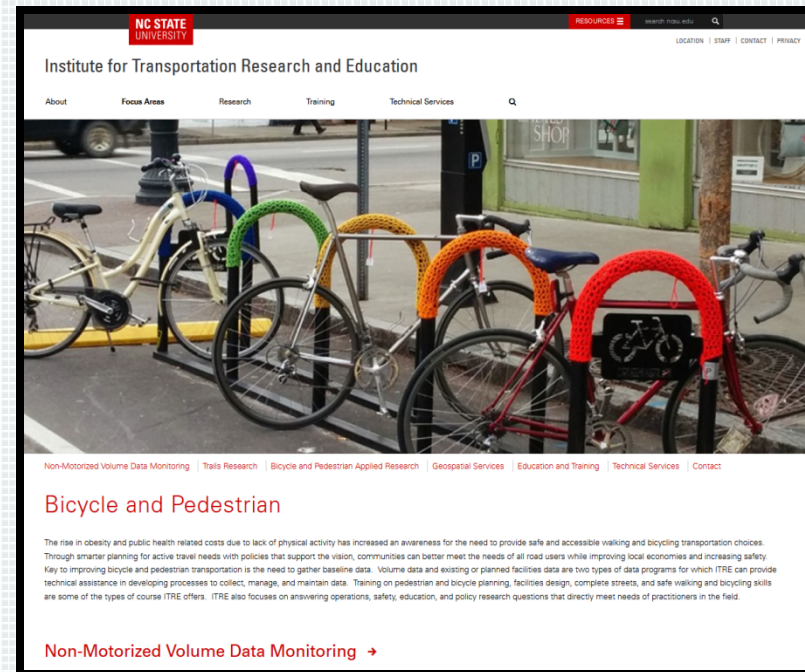 NC STATE
UNIVERSITY
RESOURCES
search ncsu.edu
LOCATION | STAFF | CONTACT | PRIVACY
Institute for Transportation Research and Education
About Focus Areas Research Training Technical Services
SHOP
P
Non-Motorized Volume Data Monitoring | Trails Research | Bicycle and Pedestrian Applied Research | Geospatial Services | Education and Training | Technical Services | Contact
Bicycle and Pedestrian
The rise in obesity and public health related costs due to lack of physical activity has increased an awareness for the need to provide safe and accessible walking and bicycling transportation choices.
Through smarter planning for active travel needs with policies that support the vision, communities can better meet the needs of all road users while improving local economies and increasing safety.
Key to improving bicycle and pedestrian transportation is the need to gather baseline data. Volume data and existing or planned facilities data are two types of data programs for which ITRE can provide
technical assistance in developing processes to collect, manage, and maintain data. Training on pedestrian and bicycle planning, facilities design, complete streets, and safe walking and bicycling skills
are some of the types of course ITRE offers. ITRE also focuses on answering operations, safety, education, and policy research questions that directly meet needs of practitioners in the field.
Non-Motorized Volume Data Monitoring →